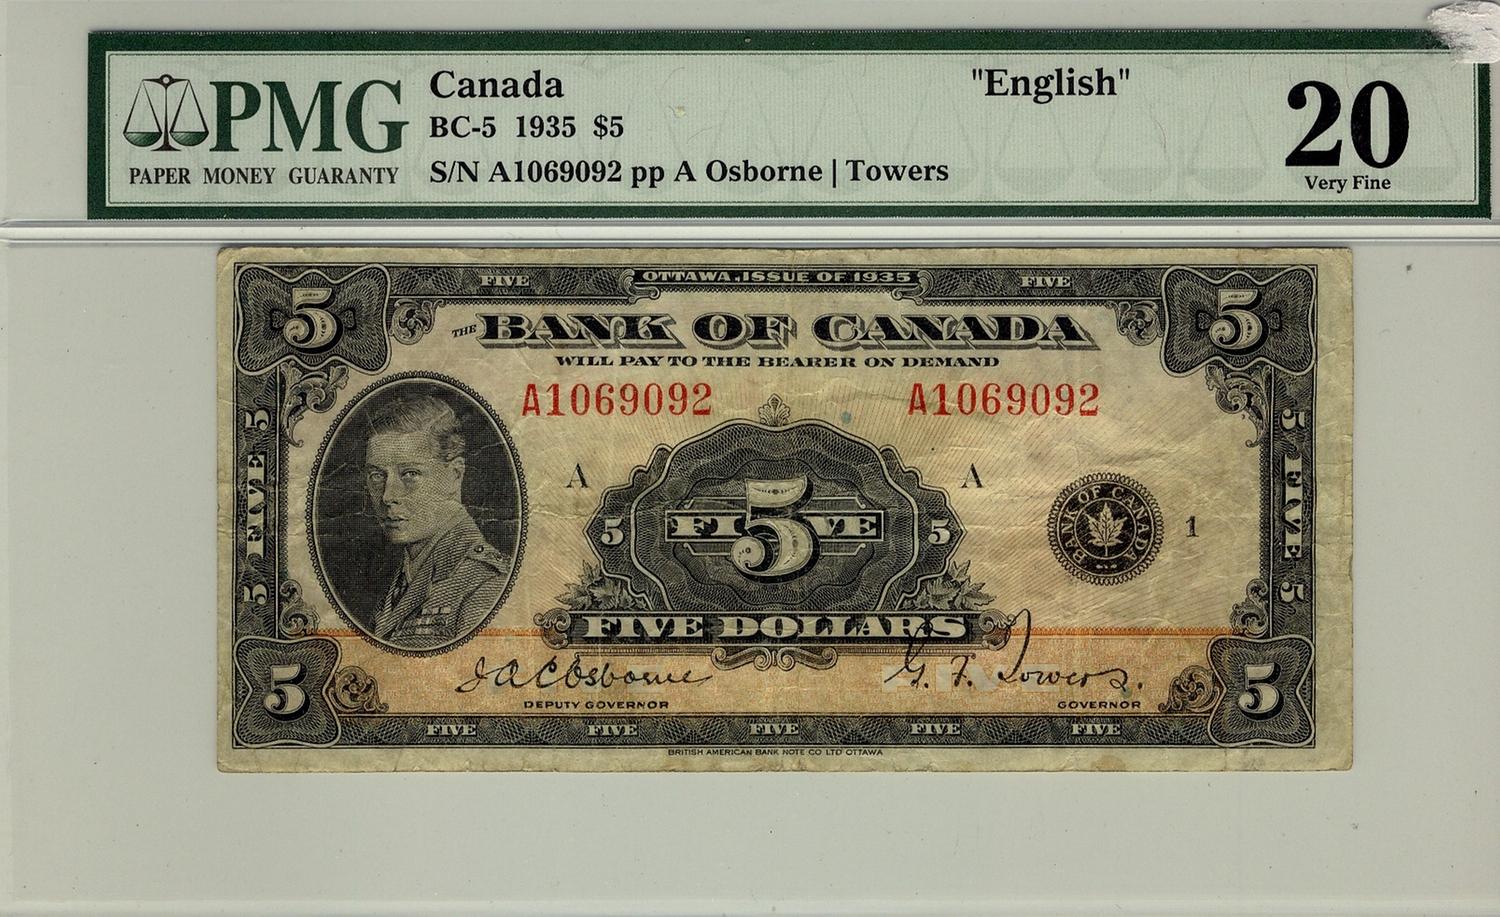 PMG
PAPER MONEY GUARANTY
Canada "English"
BC-5 1935 $5
S/N A1069092 pp A Osborne | Towers
20
Very Fine
5 FIVE OTTAWA, ISSUE OF 1935 FIVE 5
THE BANK OF CANADA
WILL PAY TO THE BEARER ON DEMAND
A1069092 A1069092
A A
5 FIVE 5 5 FIVE 5
5 FI5VE 5
BANK OF CANADA
1
FIVE DOLLARS
JAC Osborne G. F. Towers.
DEPUTY GOVERNOR GOVERNOR
5 FIVE FIVE FIVE FIVE FIVE 5
BRITISH AMERICAN BANK NOTE CO LTD OTTAWA